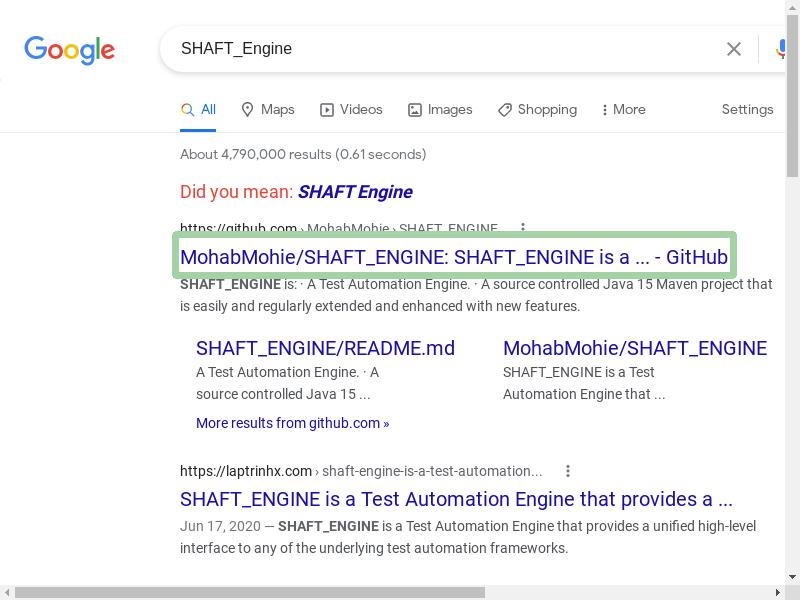 Google
SHAFT_Engine
All Maps Videos Images Shopping More Settings
About 4,790,000 results (0.61 seconds)
Did you mean: SHAFT Engine
https://github.com › MohabMohie › SHAFT_ENGINE
MohabMohie/SHAFT_ENGINE: SHAFT_ENGINE is a ... - GitHub
SHAFT_ENGINE is: · A Test Automation Engine. · A source controlled Java 15 Maven project that
is easily and regularly extended and enhanced with new features.
SHAFT_ENGINE/README.md
A Test Automation Engine. · A
source controlled Java 15 ...
MohabMohie/SHAFT_ENGINE
SHAFT_ENGINE is a Test
Automation Engine that ...
More results from github.com »
https://laptrinhx.com › shaft-engine-is-a-test-automation...
SHAFT_ENGINE is a Test Automation Engine that provides a ...
Jun 17, 2020 — SHAFT_ENGINE is a Test Automation Engine that provides a unified high-level
interface to any of the underlying test automation frameworks.